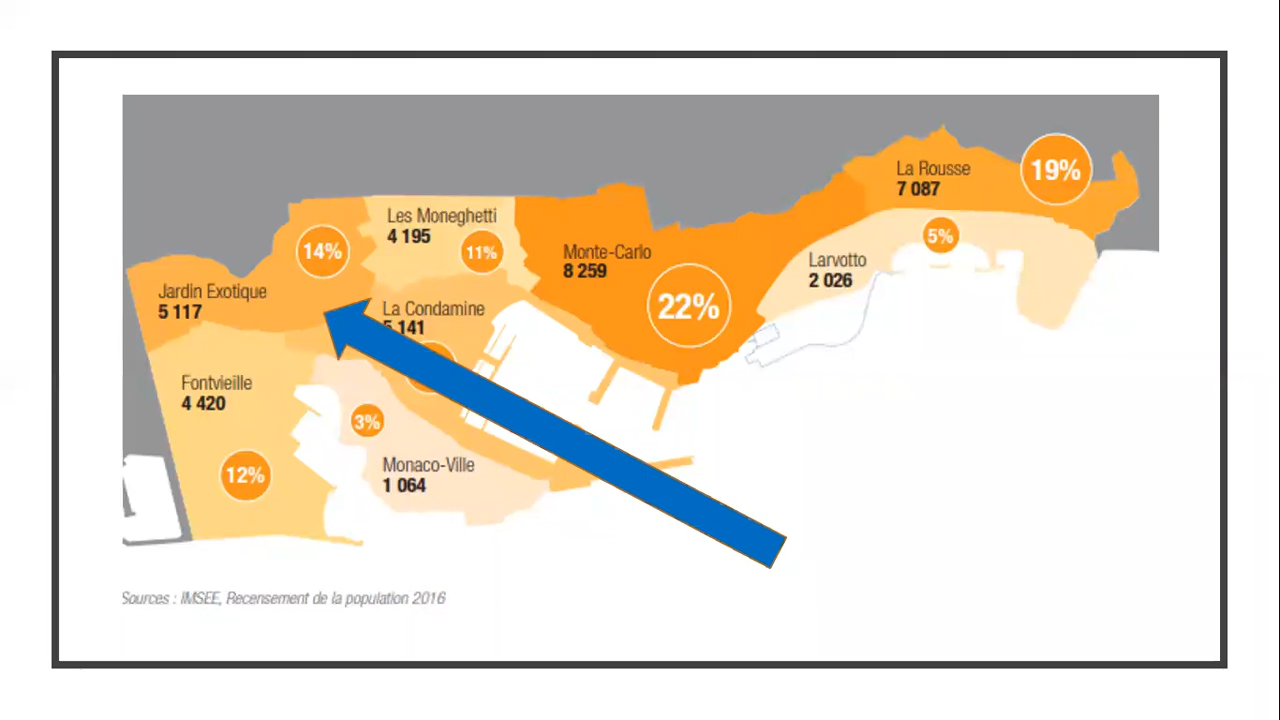 La Rousse
7 087
19%
Les Moneghetti
4 195
11%
14%
Monte-Carlo
8 259
22%
Larvotto
2 026
5%
Jardin Exotique
5 117
La Condamine
141
Fontvieille
4 420
12%
3%
Monaco-Ville
1 064
Sources : IMSEE, Recensement de la population 2016